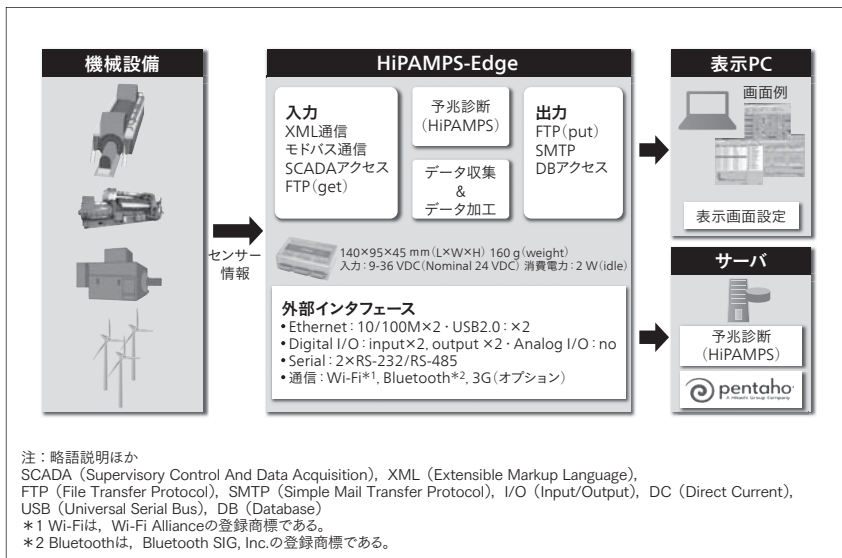 機械設備
センサー
情報
HiPAMPS-Edge
入力
XML通信
モドバス通信
SCADAアクセス
FTP(get)
予兆診断
(HiPAMPS)
データ収集
&
データ加工
出力
FTP(put)
SMTP
DBアクセス
140×95×45 mm(L×W×H) 160 g(weight)
入力：9-36 VDC(Nominal 24 VDC) 消費電力：2 W(idle)
外部インタフェース
• Ethernet：10/100M×2・USB2.0：×2
• Digital I/O：input×2, output ×2・Analog I/O：no
• Serial：2×RS-232/RS-485
• 通信：Wi-Fi*1, Bluetooth*2, 3G(オプション)
表示PC
画面例
表示画面設定
サーバ
予兆診断
(HiPAMPS)
pentaho
A Hitachi Group Company
注：略語説明ほか
SCADA（Supervisory Control And Data Acquisition），XML（Extensible Markup Language），
FTP（File Transfer Protocol），SMTP（Simple Mail Transfer Protocol），I/O（Input/Output），DC（Direct Current），
USB（Universal Serial Bus），DB（Database）
＊1 Wi-Fiは，Wi-Fi Allianceの登録商標である。
＊2 Bluetoothは，Bluetooth SIG, Inc.の登録商標である。